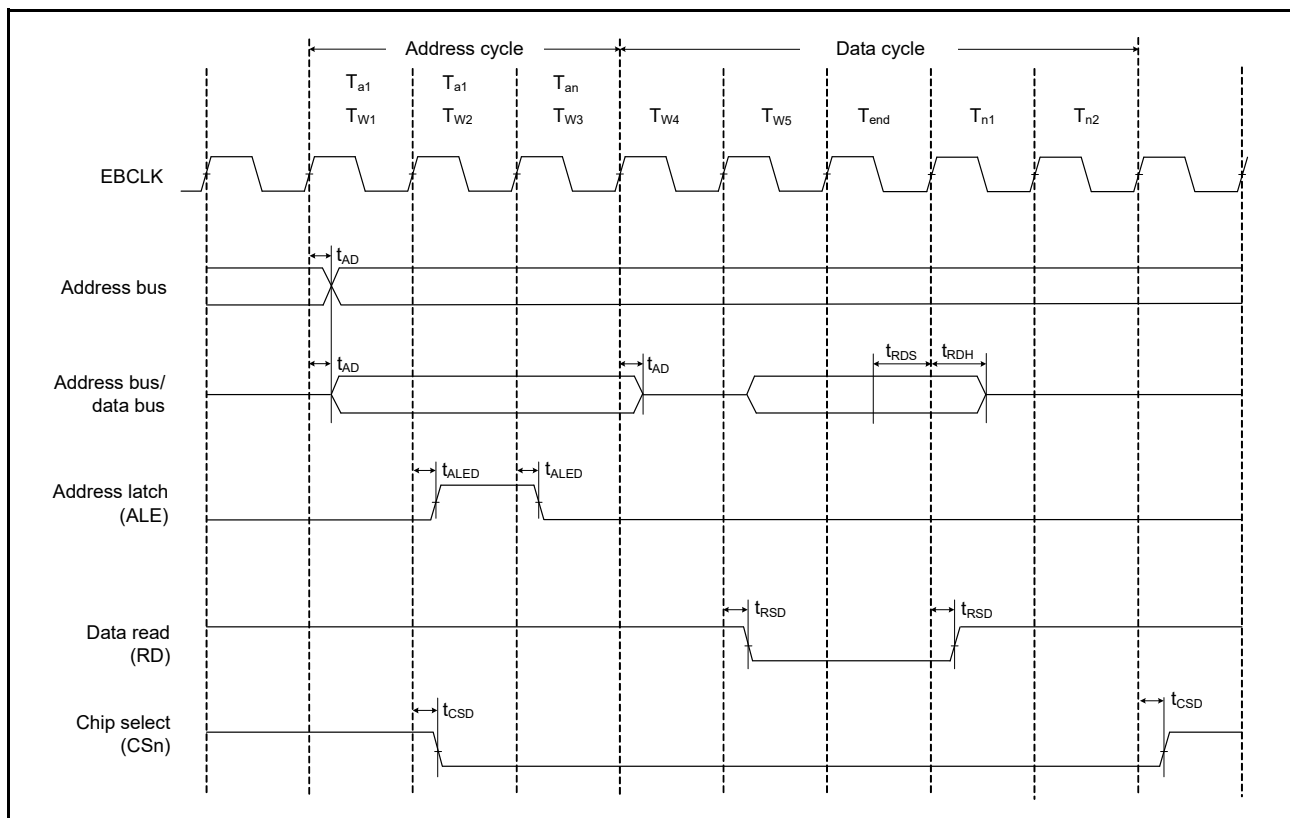 Address cycle
Data cycle
Ta1
Ta1
Tan
TW1
TW2
TW3
TW4
TW5
Tend
Tn1
Tn2
EBCLK
tAD
Address bus
tAD
tAD
tRDS
tRDH
Address bus/
data bus
tALED
tALED
Address latch
(ALE)
tRSD
tRSD
Data read
(RD)
tCSD
tCSD
Chip select
(CSn)